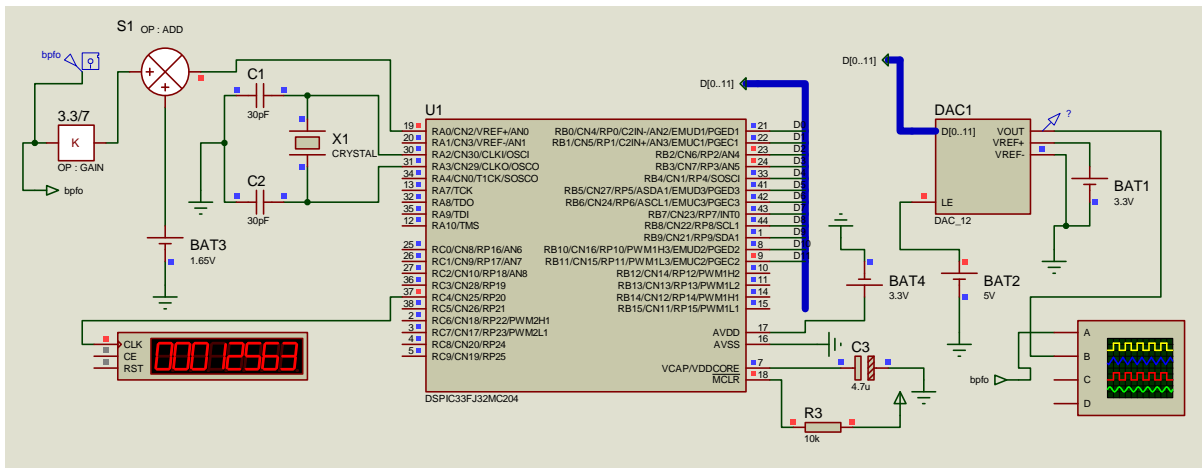 S1 OP : ADD
bpfo
3.3/7
K
OP : GAIN
bpfo
BAT3
1.65V
C1
30pF
X1
CRYSTAL
C2
30pF
00012563
CLK
CE
RST
U1
19 RA0/CN2/VREF+/AN0
20 RA1/CN3/VREF-/AN1
30 RA2/CN30/CLKI/OSCI
31 RA3/CN29/CLKO/OSCO
34 RA4/CN0/T1CK/SOSCO
13 RA7/TCK
32 RA8/TDO
35 RA9/TDI
12 RA10/TMS
25 RC0/CN8/RP16/AN6
26 RC1/CN9/RP17/AN7
27 RC2/CN10/RP18/AN8
36 RC3/CN28/RP19
37 RC4/CN25/RP20
38 RC5/CN26/RP21
2 RC6/CN18/RP22/PWM2H1
3 RC7/CN17/RP23/PWM2L1
4 RC8/CN20/RP24
5 RC9/CN19/RP25
RB0/CN4/RP0/C2IN-/AN2/EMUD1/PGED1 21 D0
RB1/CN5/RP1/C2IN+/AN3/EMUC1/PGEC1 22 D1
RB2/CN6/RP2/AN4 23 D2
RB3/CN7/RP3/AN5 24 D3
RB4/CN1/RP4/SOSCI 33 D4
RB5/CN27/RP5/ASDA1/EMUD3/PGED3 41 D5
RB6/CN24/RP6/ASCL1/EMUC3/PGEC3 42 D6
RB7/CN23/RP7/INT0 43 D7
RB8/CN22/RP8/SCL1 44 D8
RB9/CN21/RP9/SDA1 1 D9
RB10/CN16/RP10/PWM1H3/EMUD2/PGED2 8
RB11/CN15/RP11/PWM1L3/EMUC2/PGEC2 9
RB12/CN14/RP12/PWM1H2 10
RB13/CN13/RP13/PWM1L2 11
RB14/CN12/RP14/PWM1H1 14
RB15/CN11/RP15/PWM1L1 15
AVDD 17
AVSS 16
VCAP/VDDCORE 7
MCLR 18
DSPIC33FJ32MC204
D[0..11]
BAT4
3.3V
C3
4.7u
R3
10k
D[0..11]
DAC1
D[0..11]
VOUT
VREF+
VREF-
LE
DAC_12
?
BAT1
3.3V
BAT2
5V
bpfo
A
B
C
D